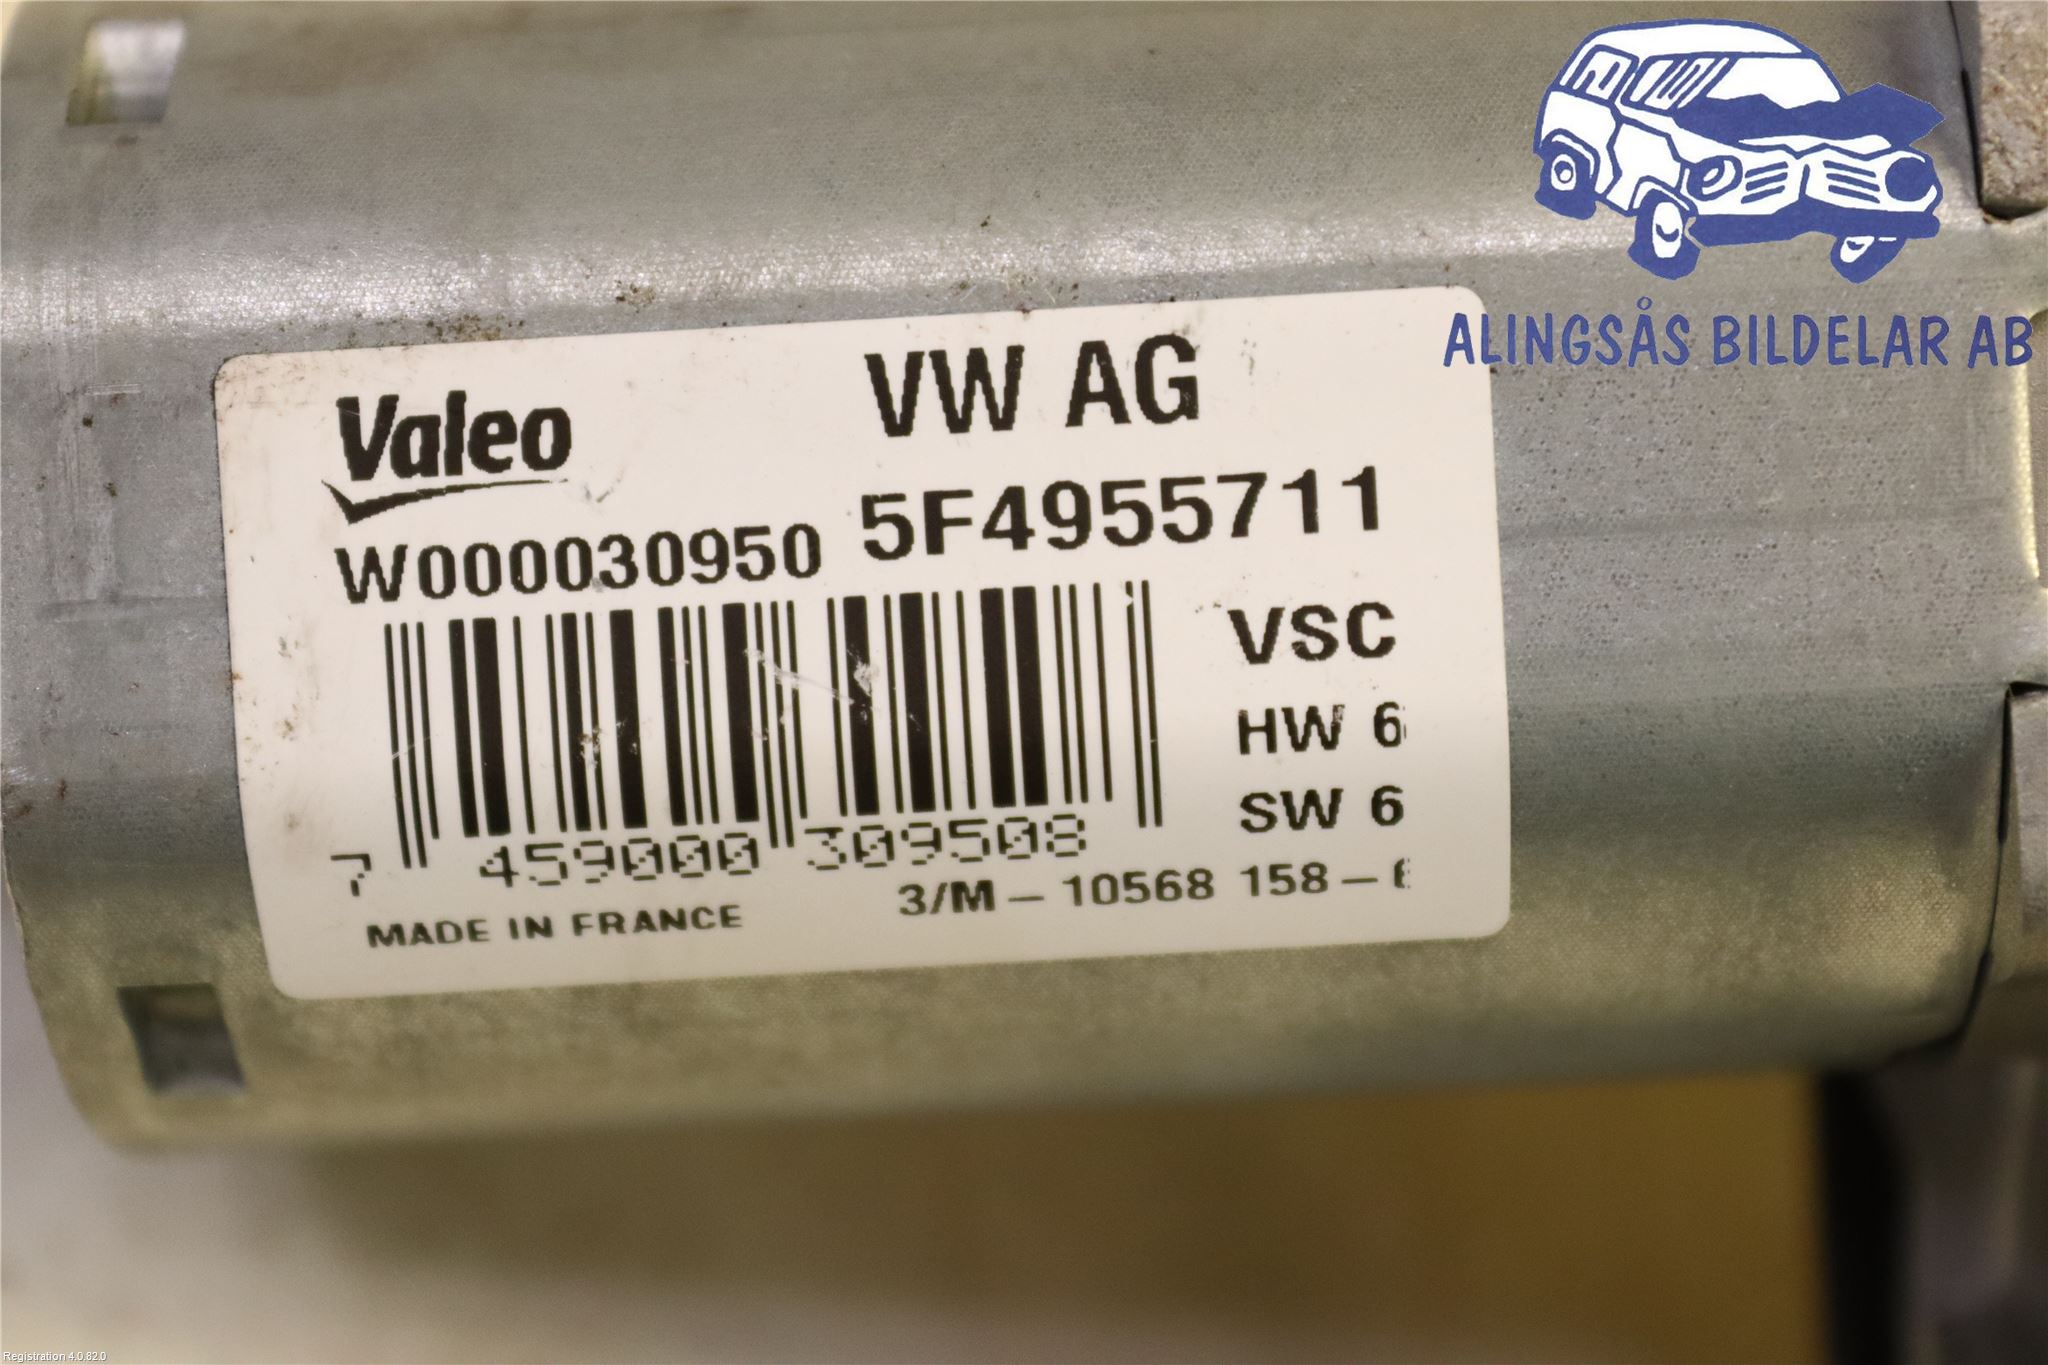 ALINGSÅS BILDELAR AB
Valeo
VW AG
W000030950
5F4955711
VSC
HW 6
SW 6
7 459000 309508
MADE IN FRANCE
3/M – 10568 158 –
Registration 4.0.82.0